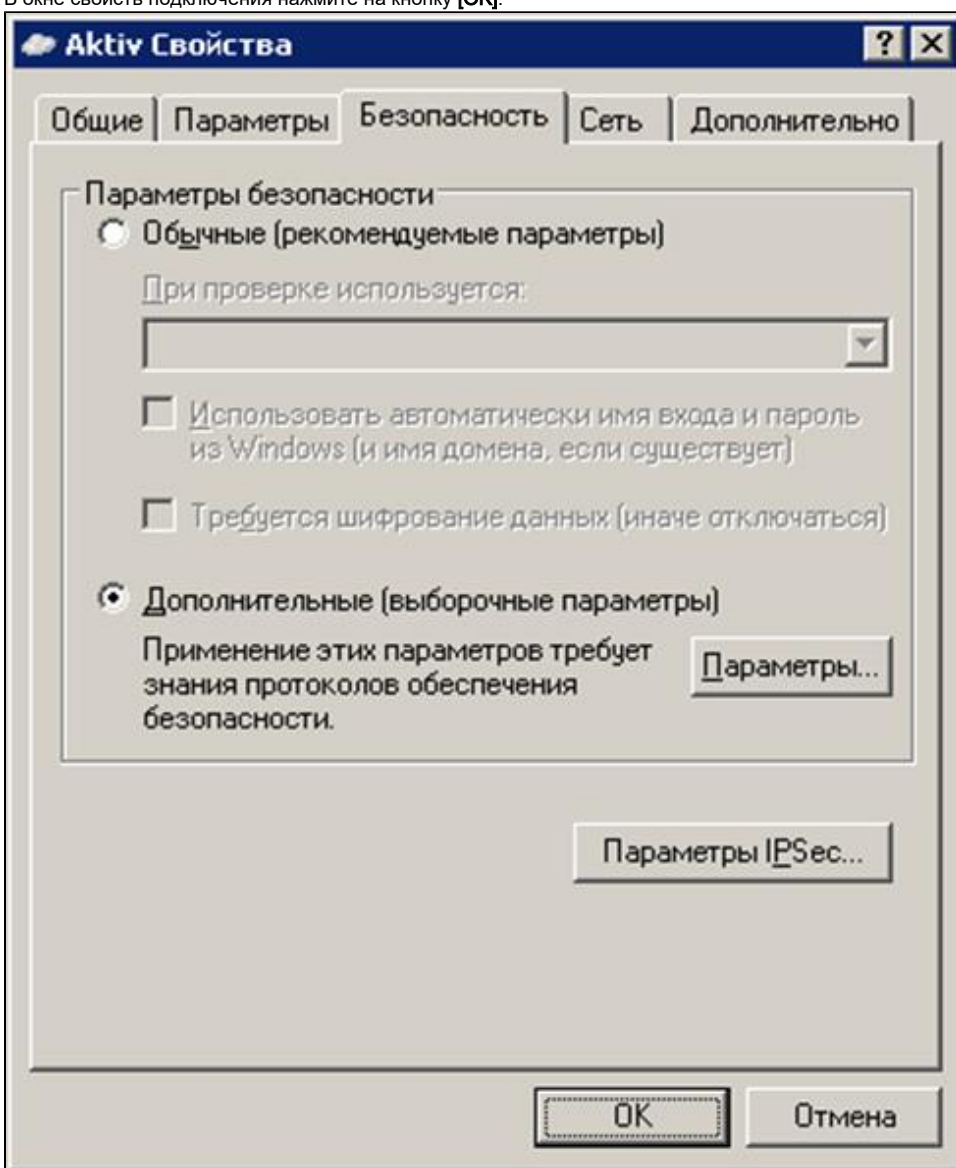 В окне свойств подключения нажмите на кнопку [ОК].
Aktiv Свойства
Общие
Параметры
Безопасность
Сеть
Дополнительно
Параметры безопасности
Обычные (рекомендуемые параметры)
При проверке используется:
Использовать автоматически имя входа и пароль
из Windows (и имя домена, если существует)
Требуется шифрование данных (иначе отключаться)
Дополнительные (выборочные параметры)
Применение этих параметров требует
знания протоколов обеспечения
безопасности.
Параметры...
Параметры IPSec...
ОК
Отмена